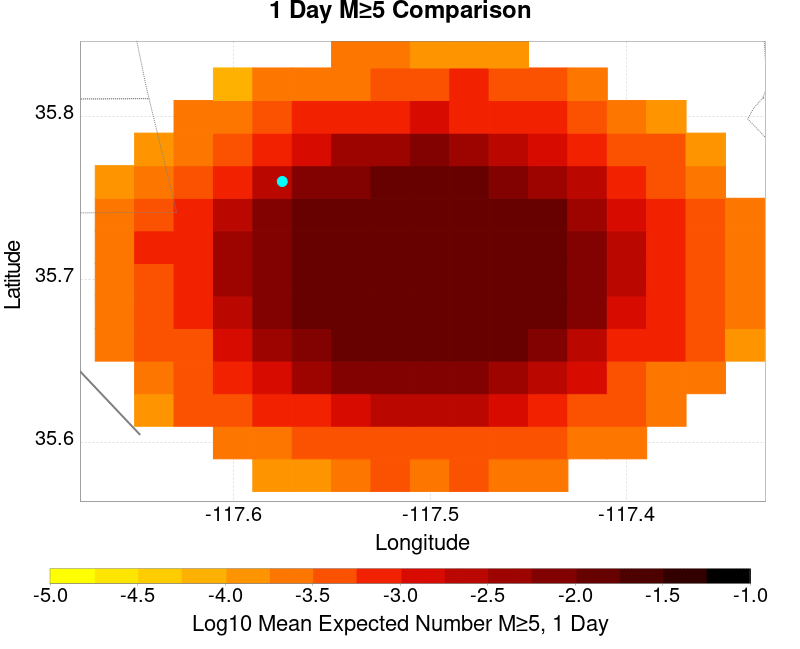 1 Day M≥5 Comparison
35.8
35.7
35.6
Latitude
-117.6 -117.5 -117.4
Longitude
-5.0 -4.5 -4.0 -3.5 -3.0 -2.5 -2.0 -1.5 -1.0
Log10 Mean Expected Number M≥5, 1 Day